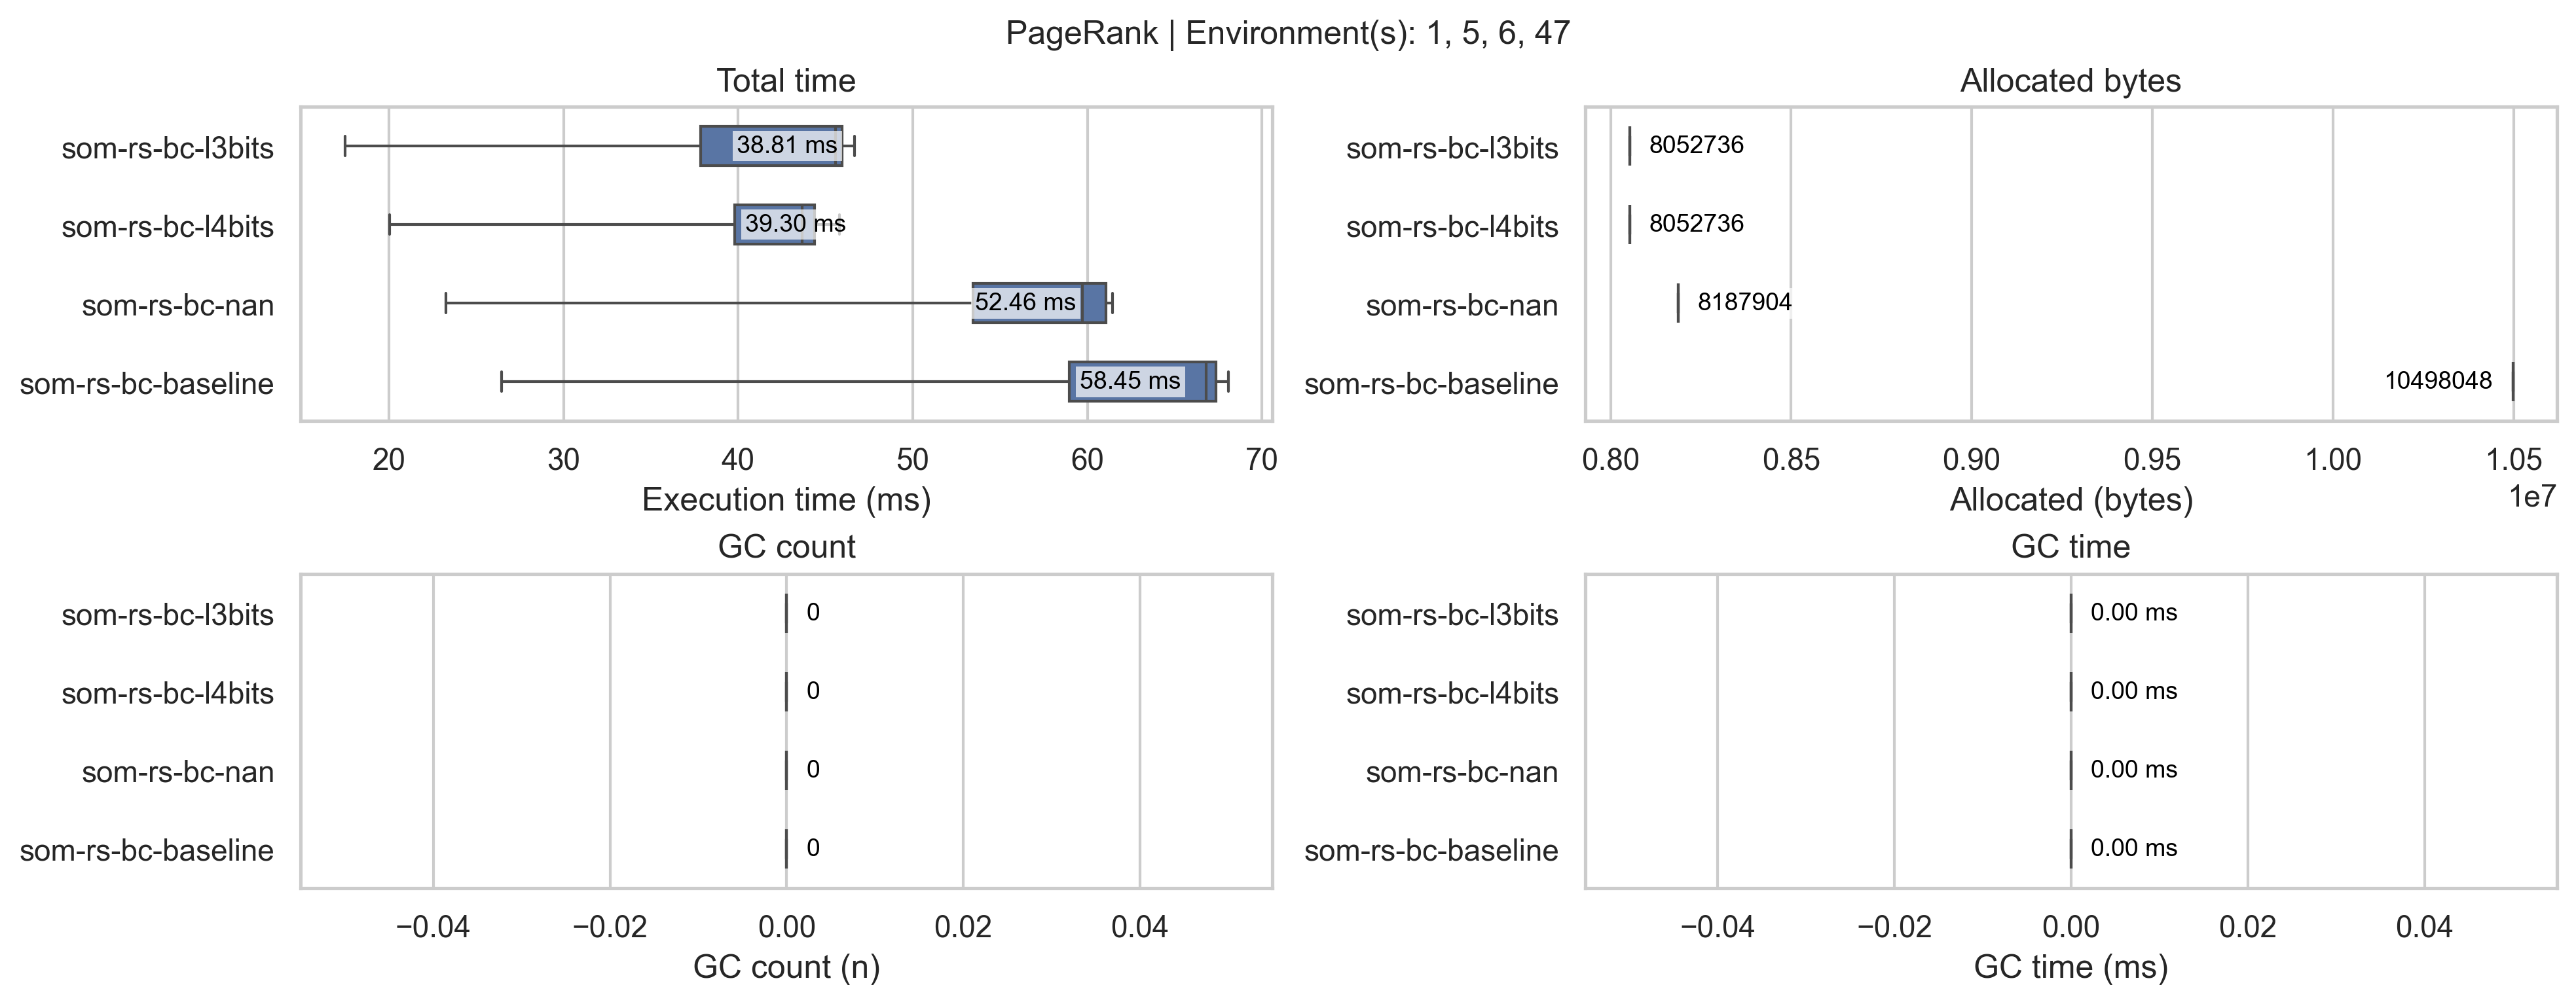 PageRank | Environment(s): 1, 5, 6, 47
Total time
som-rs-bc-l3bits
38.81 ms
som-rs-bc-l4bits
39.30 ms
som-rs-bc-nan
52.46 ms
som-rs-bc-baseline
58.45 ms
20 30 40 50 60 70
Execution time (ms)
Allocated bytes
som-rs-bc-l3bits
8052736
som-rs-bc-l4bits
8052736
som-rs-bc-nan
8187904
som-rs-bc-baseline
10498048
0.80 0.85 0.90 0.95 1.00 1.05
1e7
Allocated (bytes)
GC count
som-rs-bc-l3bits
0
som-rs-bc-l4bits
0
som-rs-bc-nan
0
som-rs-bc-baseline
0
−0.04 −0.02 0.00 0.02 0.04
GC count (n)
GC time
som-rs-bc-l3bits
0.00 ms
som-rs-bc-l4bits
0.00 ms
som-rs-bc-nan
0.00 ms
som-rs-bc-baseline
0.00 ms
−0.04 −0.02 0.00 0.02 0.04
GC time (ms)